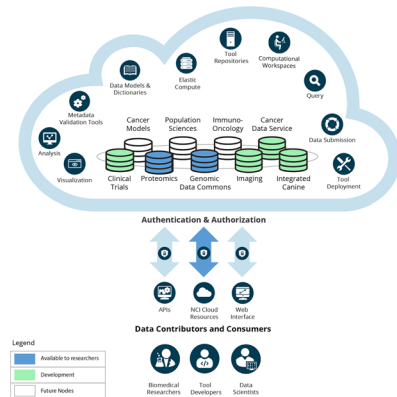 Tool
Repositories
Computational
Workspaces
Elastic
Compute
Data Models &
Dictionaries
Query
Metadata
Validation Tools
Cancer
Models
Population
Sciences
Immuno-
Oncology
Cancer
Data Service
Data Submission
Analysis
Visualization
Clinical
Trials
Proteomics
Genomic
Data Commons
Imaging
Integrated
Canine
Tool
Deployment
Authentication & Authorization
APIs
NCI Cloud
Resources
Web
Interface
Data Contributors and Consumers
Legend
Available to researchers
Development
Future Nodes
Biomedical
Researchers
Tool
Developers
Data
Scientists